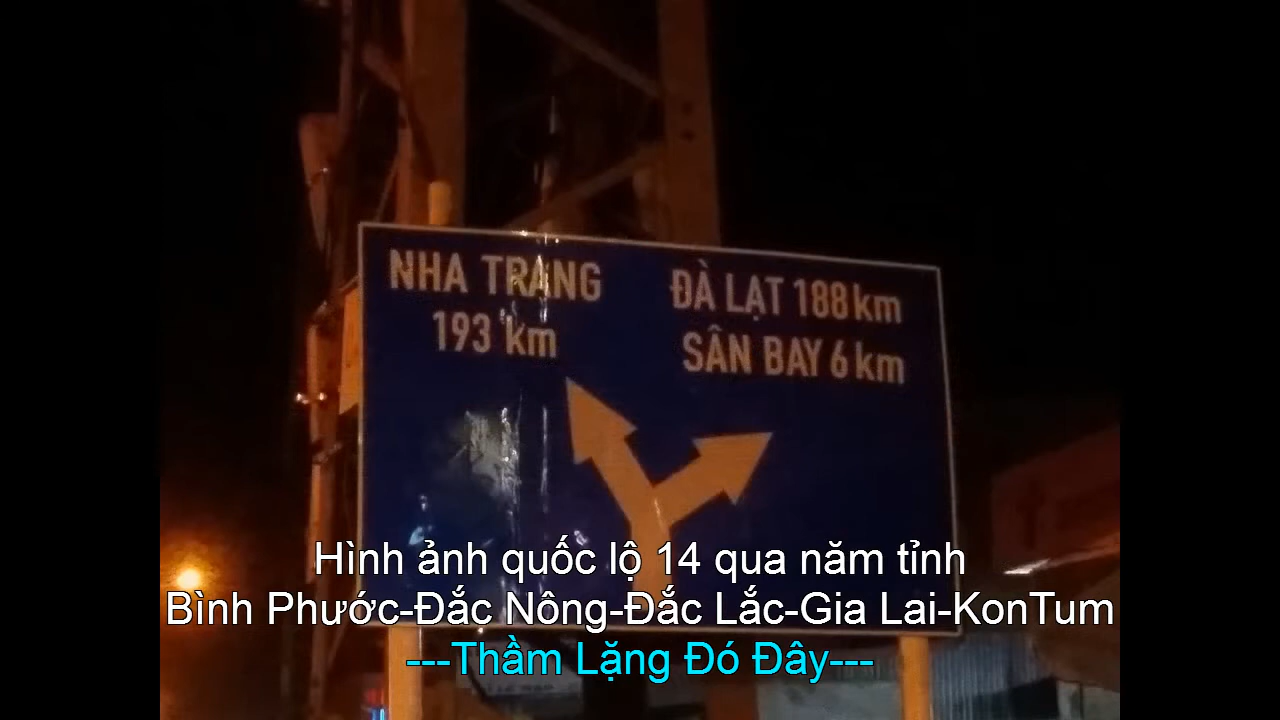 NHA TRANG
193 km
ĐÀ LẠT 188 km
SÂN BAY 6 km
Hình ảnh quốc lộ 14 qua năm tỉnh
Bình Phước-Đắc Nông-Đắc Lắc-Gia Lai-KonTum
---Thầm Lặng Đó Đây---